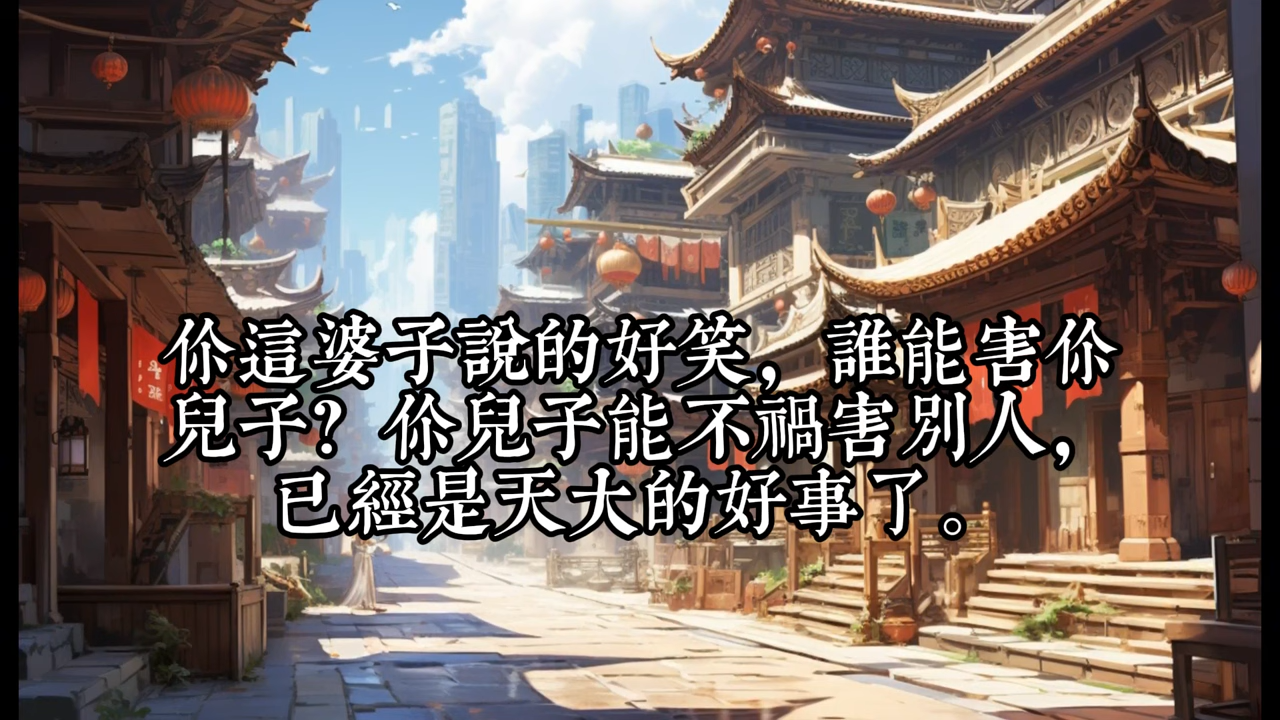 你這婆子說的好笑，誰能害你
兒子？你兒子能不禍害別人，
已經是天大的好事了。